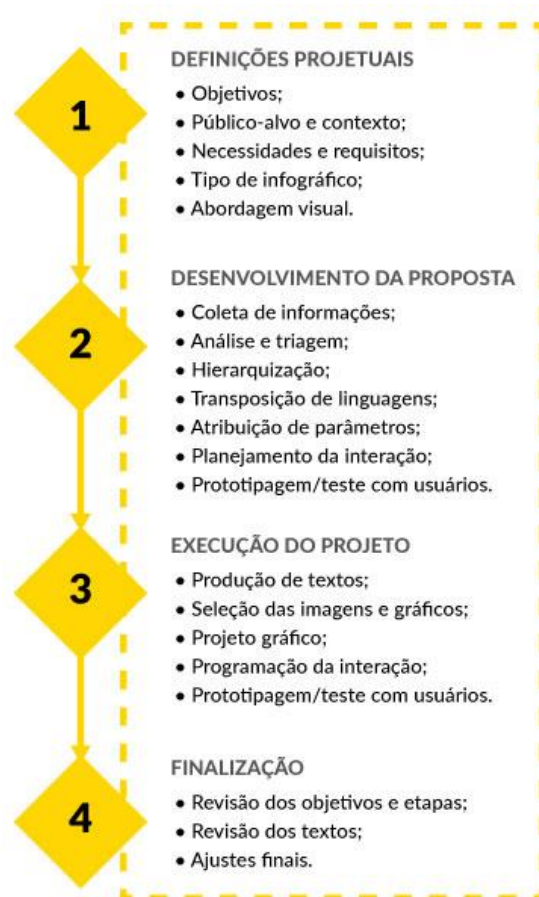 1
DEFINIÇÕES PROJETUAIS
• Objetivos;
• Público-alvo e contexto;
• Necessidades e requisitos;
• Tipo de infográfico;
• Abordagem visual.
2
DESENVOLVIMENTO DA PROPOSTA
• Coleta de informações;
• Análise e triagem;
• Hierarquização;
• Transposição de linguagens;
• Atribuição de parâmetros;
• Planejamento da interação;
• Prototipagem/teste com usuários.
3
EXECUÇÃO DO PROJETO
• Produção de textos;
• Seleção das imagens e gráficos;
• Projeto gráfico;
• Programação da interação;
• Prototipagem/teste com usuários.
4
FINALIZAÇÃO
• Revisão dos objetivos e etapas;
• Revisão dos textos;
• Ajustes finais.